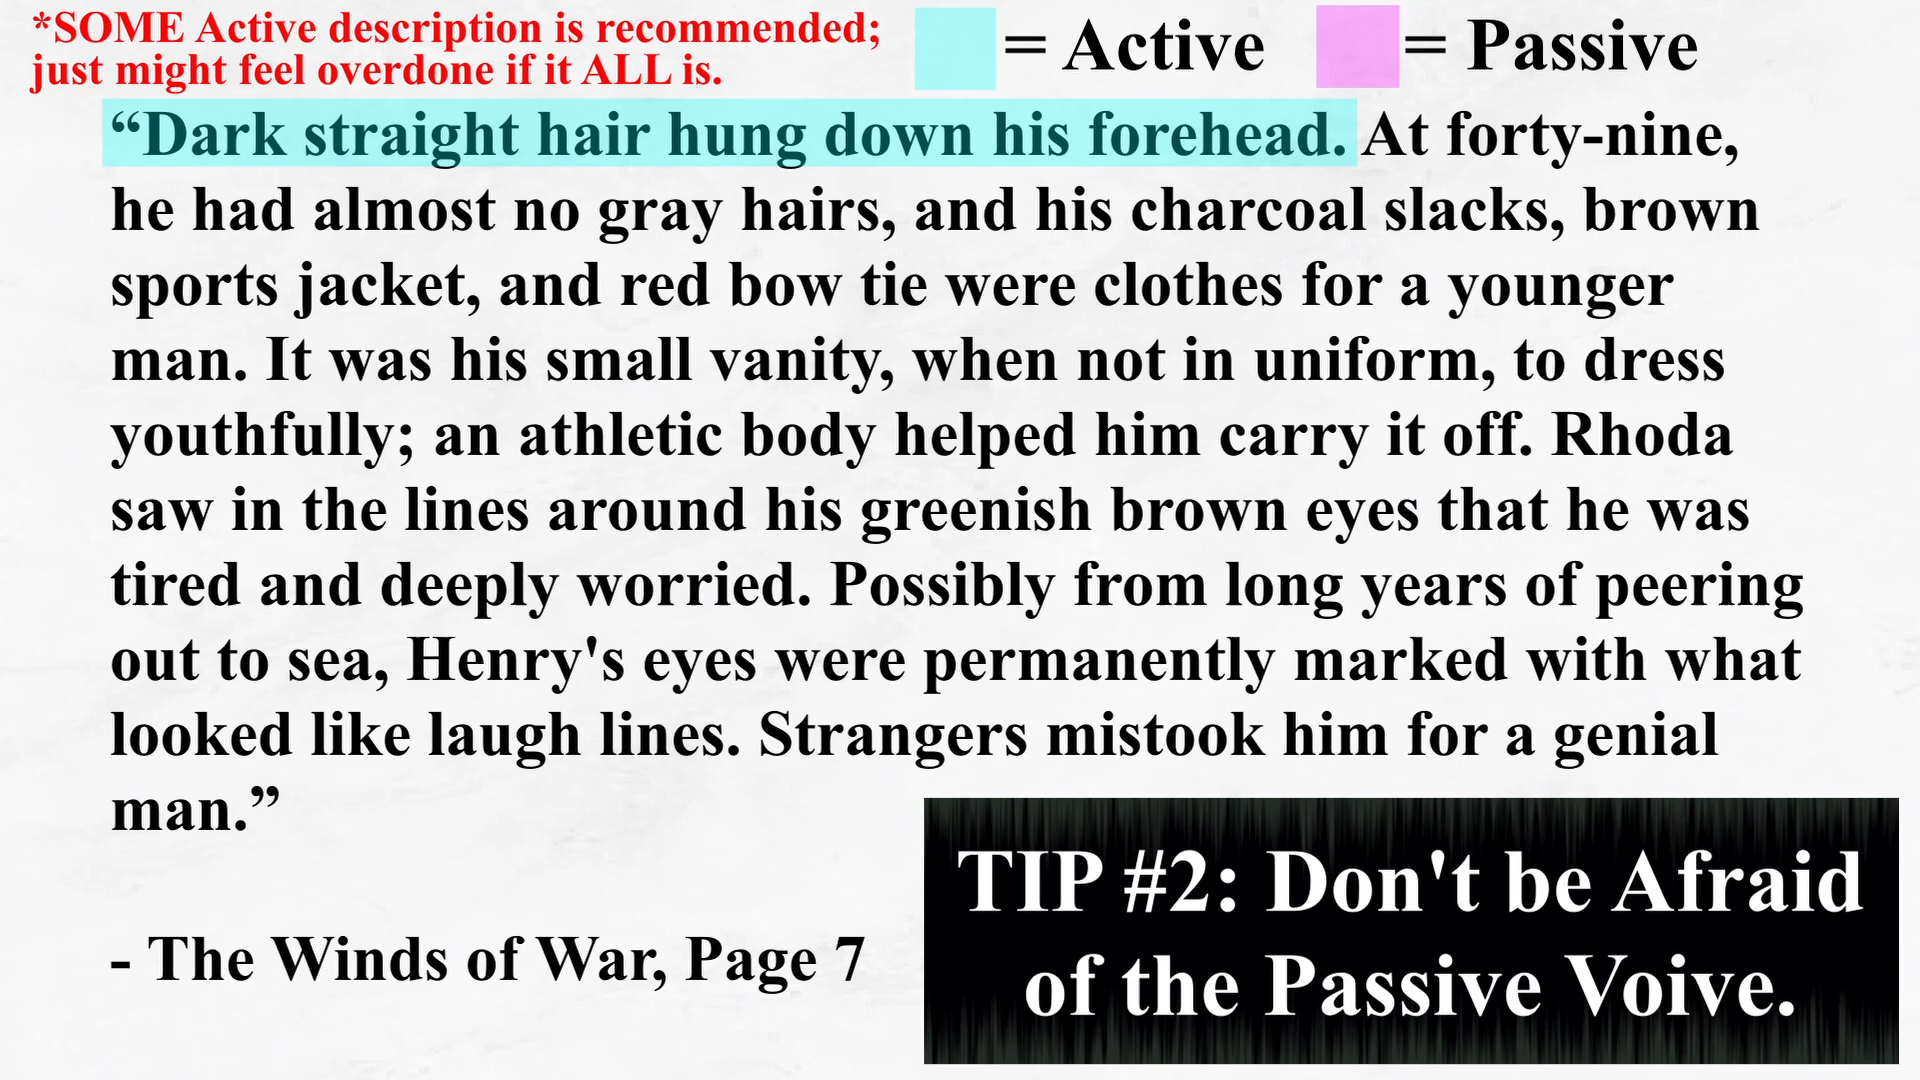 *SOME Active description is recommended;
just might feel overdone if it ALL is.
= Active
= Passive
“Dark straight hair hung down his forehead. At forty-nine,
he had almost no gray hairs, and his charcoal slacks, brown
sports jacket, and red bow tie were clothes for a younger
man. It was his small vanity, when not in uniform, to dress
youthfully; an athletic body helped him carry it off. Rhoda
saw in the lines around his greenish brown eyes that he was
tired and deeply worried. Possibly from long years of peering
out to sea, Henry's eyes were permanently marked with what
looked like laugh lines. Strangers mistook him for a genial
man.”
- The Winds of War, Page 7
TIP #2: Don't be Afraid
of the Passive Voive.